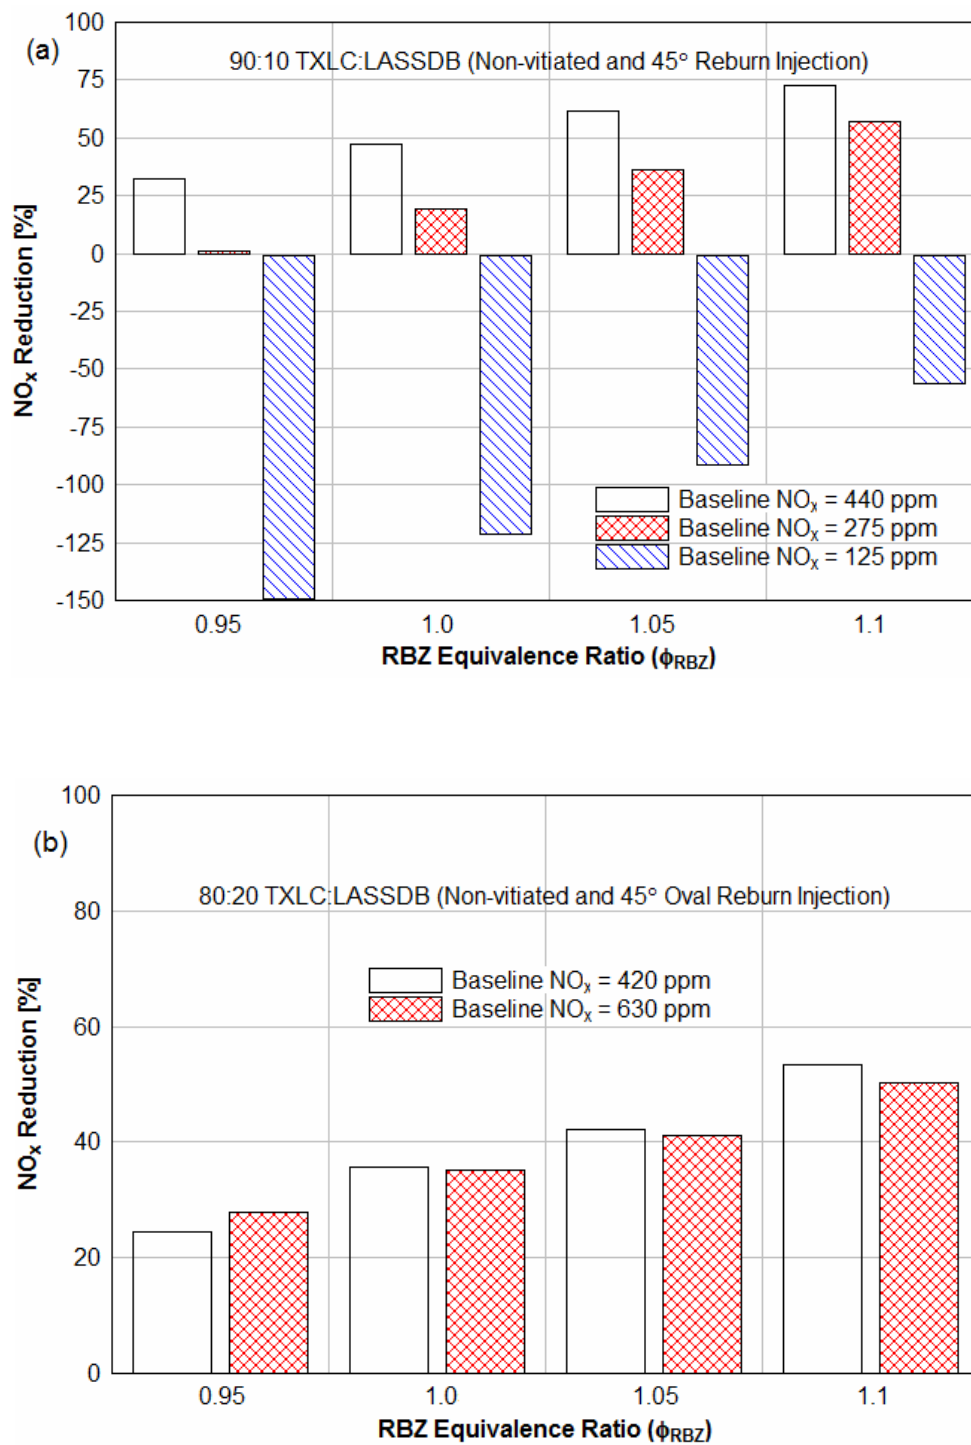 (a)
90:10 TXLC:LASSDB (Non-vitiated and 45° Reburn Injection)
100
75
50
25
0
-25
-50
-75
-100
-125
-150
NOx Reduction [%]
Baseline NOx = 440 ppm
Baseline NOx = 275 ppm
Baseline NOx = 125 ppm
0.95 1.0 1.05 1.1
RBZ Equivalence Ratio (ϕRBZ)
(b)
80:20 TXLC:LASSDB (Non-vitiated and 45° Oval Reburn Injection)
100
80
60
40
20
0
NOx Reduction [%]
Baseline NOx = 420 ppm
Baseline NOx = 630 ppm
0.95 1.0 1.05 1.1
RBZ Equivalence Ratio (ϕRBZ)